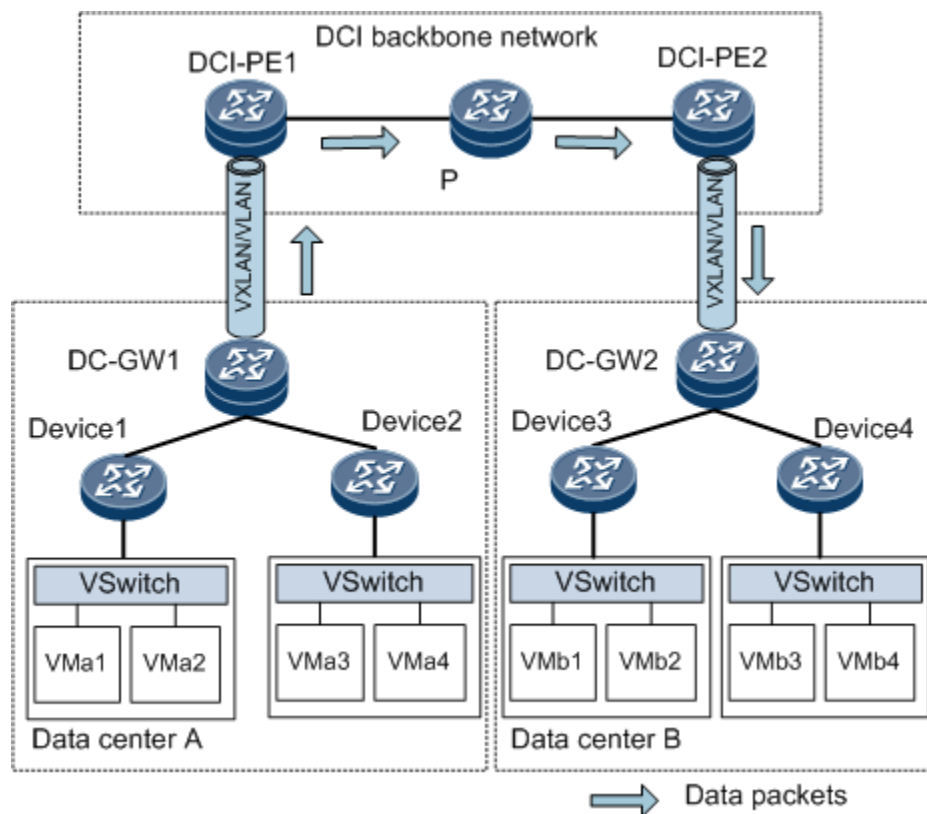 DCI backbone network
DCI-PE1
DCI-PE2
P
VXLAN/VLAN
VXLAN/VLAN
DC-GW1
DC-GW2
Device1
Device2
Device3
Device4
VSwitch
VSwitch
VSwitch
VSwitch
VMa1
VMa2
VMa3
VMa4
VMb1
VMb2
VMb3
VMb4
Data center A
Data center B
Data packets